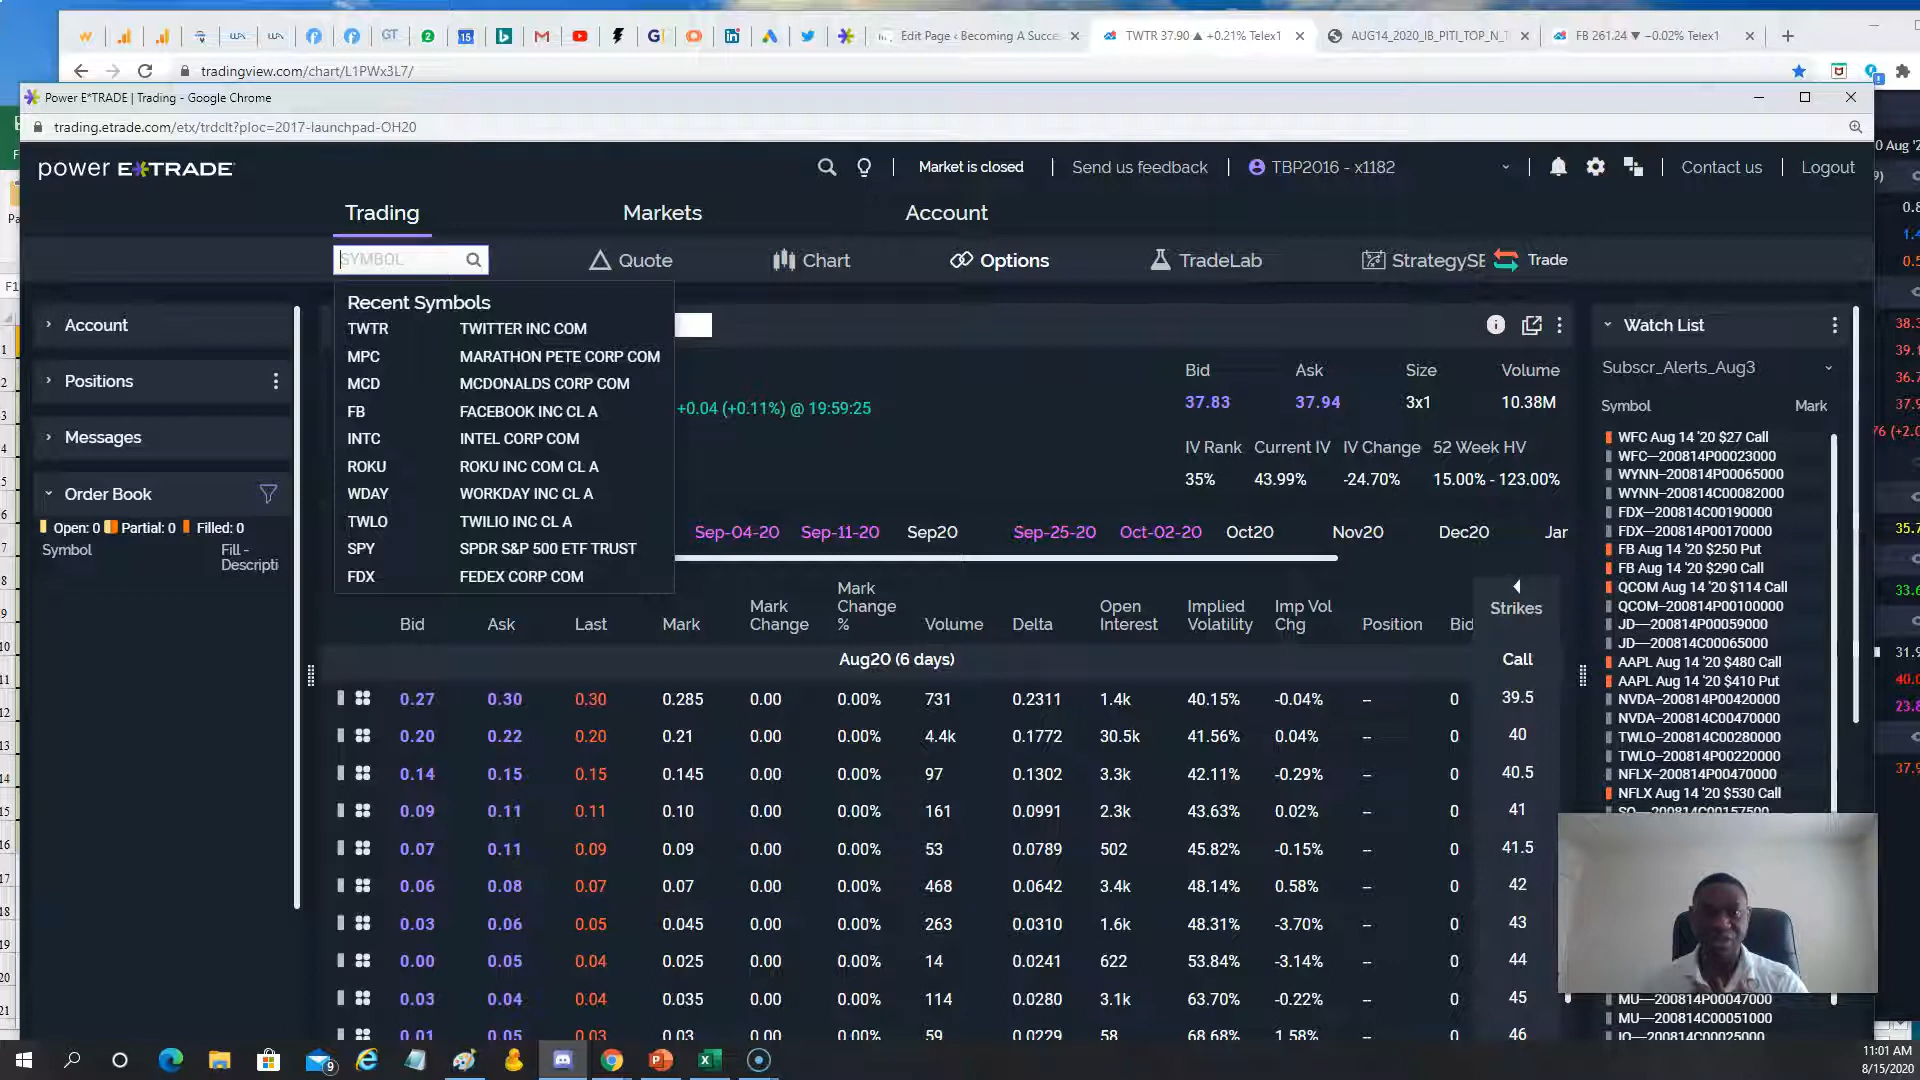 Edit Page ‹ Becoming A Succe
TWTR 37.90 ▲ +0.21% Telex1
AUG14_2020_IB_PITI_TOP_N_T
FB 261.24 ▼ −0.02% Telex1
tradingview.com/chart/L1PWx3L7/
Power E*TRADE | Trading - Google Chrome
trading.etrade.com/etx/trdclt?ploc=2017-launchpad-OH20
power E*TRADE
Market is closed
Send us feedback
TBP2016 - x1182
Contact us
Logout
Trading
Markets
Account
SYMBOL
Quote
Chart
Options
TradeLab
StrategySE
Trade
Account
Positions
Messages
Order Book
Open: 0 Partial: 0 Filled: 0
Symbol
Fill -
Descripti
Recent Symbols
TWTR TWITTER INC COM
MPC MARATHON PETE CORP COM
MCD MCDONALDS CORP COM
FB FACEBOOK INC CL A
INTC INTEL CORP COM
ROKU ROKU INC COM CL A
WDAY WORKDAY INC CL A
TWLO TWILIO INC CL A
SPY SPDR S&P 500 ETF TRUST
FDX FEDEX CORP COM
+0.04 (+0.11%) @ 19:59:25
Bid Ask Size Volume
37.83 37.94 3x1 10.38M
IV Rank Current IV IV Change 52 Week HV
35% 43.99% -24.70% 15.00% - 123.00%
Sep-04-20 Sep-11-20 Sep20 Sep-25-20 Oct-02-20 Oct20 Nov20 Dec20 Jar
Bid Ask Last Mark Mark Change Mark Change % Volume Delta Open Interest Implied Volatility Imp Vol Chg Position Bid Strikes
Aug20 (6 days) Call
0.27 0.30 0.30 0.285 0.00 0.00% 731 0.2311 1.4k 40.15% -0.04% -- 0 39.5
0.20 0.22 0.20 0.21 0.00 0.00% 4.4k 0.1772 30.5k 41.56% 0.04% -- 0 40
0.14 0.15 0.15 0.145 0.00 0.00% 97 0.1302 3.3k 42.11% -0.29% -- 0 40.5
0.09 0.11 0.11 0.10 0.00 0.00% 161 0.0991 2.3k 43.63% 0.02% -- 0 41
0.07 0.11 0.09 0.09 0.00 0.00% 53 0.0789 502 45.82% -0.15% -- 0 41.5
0.06 0.08 0.07 0.07 0.00 0.00% 468 0.0642 3.4k 48.14% 0.58% -- 0 42
0.03 0.06 0.05 0.045 0.00 0.00% 263 0.0310 1.6k 48.31% -3.70% -- 0 43
0.00 0.05 0.04 0.025 0.00 0.00% 14 0.0241 622 53.84% -3.14% -- 0 44
0.03 0.04 0.04 0.035 0.00 0.00% 114 0.0280 3.1k 63.70% -0.22% -- 0 45
0.01 0.05 0.03 0.03 0.00 0.00% 59 0.0229 58 68.68% 1.58% -- 0 46
Watch List
Subscr_Alerts_Aug3
Symbol Mark
WFC Aug 14 '20 $27 Call
WFC--200814P00023000
WYNN--200814P00065000
WYNN--200814C00082000
FDX--200814C00190000
FDX--200814P00170000
FB Aug 14 '20 $250 Put
FB Aug 14 '20 $290 Call
QCOM Aug 14 '20 $114 Call
QCOM--200814P00100000
JD--200814P00059000
JD--200814C00065000
AAPL Aug 14 '20 $480 Call
AAPL Aug 14 '20 $410 Put
NVDA--200814P00420000
NVDA--200814C00470000
TWLO--200814C00280000
TWLO--200814P00220000
NFLX--200814P00470000
NFLX Aug 14 '20 $530 Call
SQ--200814C00157500
MU--200814P00047000
MU--200814C00051000
11:01 AM
8/15/2020